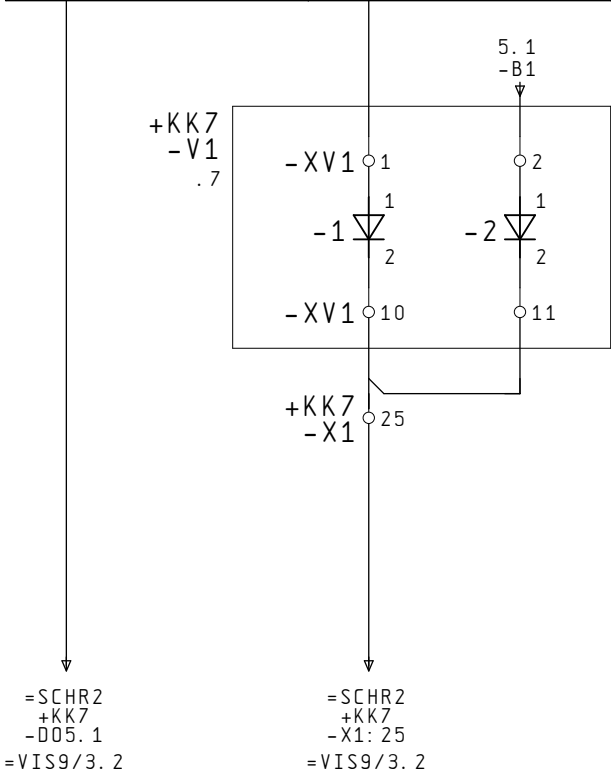 5.1
-B1
+KK7
-V1
.7
-XV1 1
2
1
1
-1
-2
2
2
-XV1 10
11
+KK7
-X1
25
=SCHR2
+KK7
-DO5.1
=VIS9/3.2
=SCHR2
+KK7
-X1:25
=VIS9/3.2